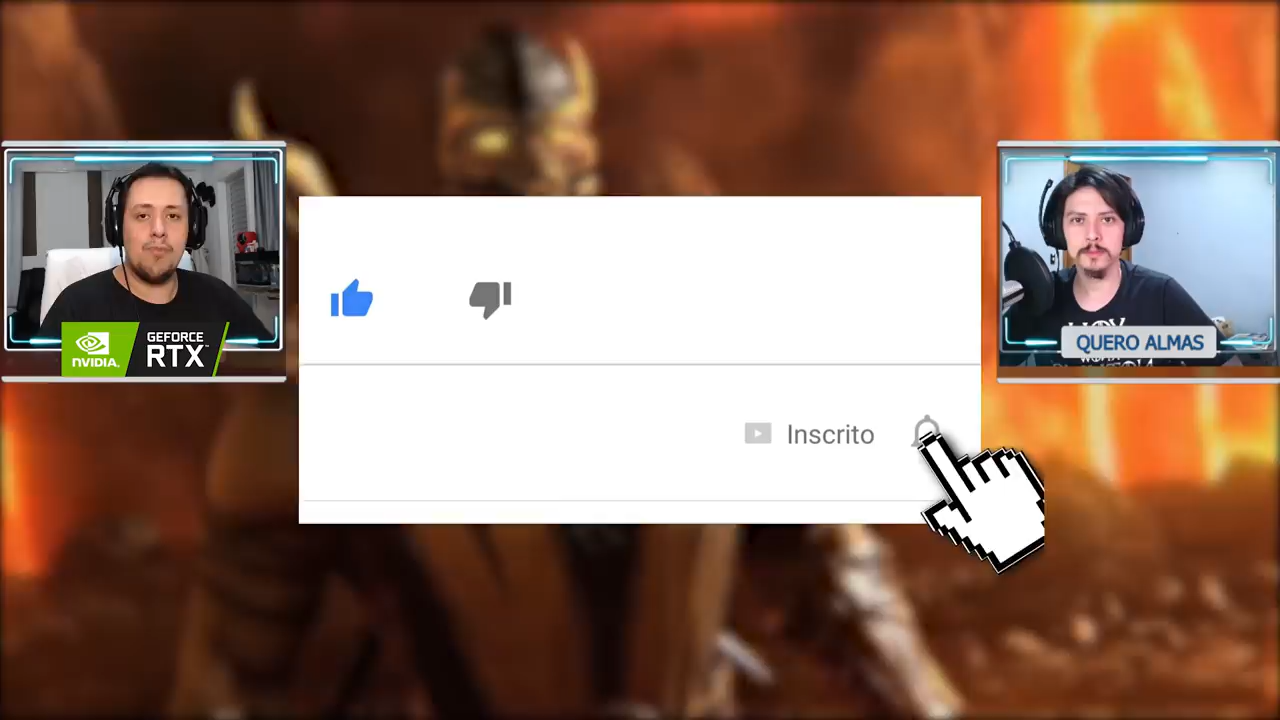 NVIDIA.
GEFORCE
RTX
QUERO ALMAS
Inscrito